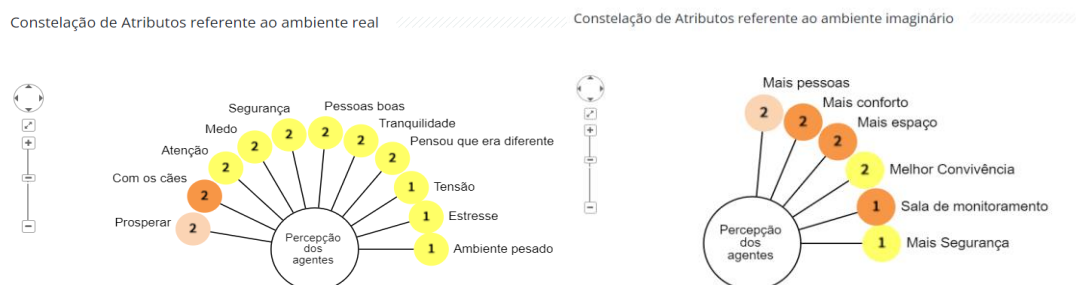 Constelação de Atributos referente ao ambiente real
Prosperar
2
Com os cães
2
Atenção
2
Medo
2
Segurança
2
Pessoas boas
2
Tranquilidade
2
Pensou que era diferente
2
Tensão
1
Estresse
1
Ambiente pesado
1
Percepção
dos
agentes
Constelação de Atributos referente ao ambiente imaginário
Mais pessoas
2
Mais conforto
2
Mais espaço
2
Melhor Convivência
2
Sala de monitoramento
1
Mais Segurança
1
Percepção
dos
agentes